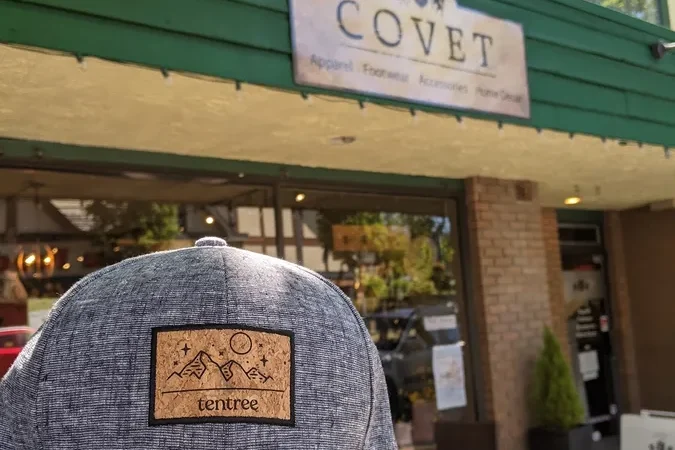 COVET
Apparel Footwear Accessories Home Decor
tentree